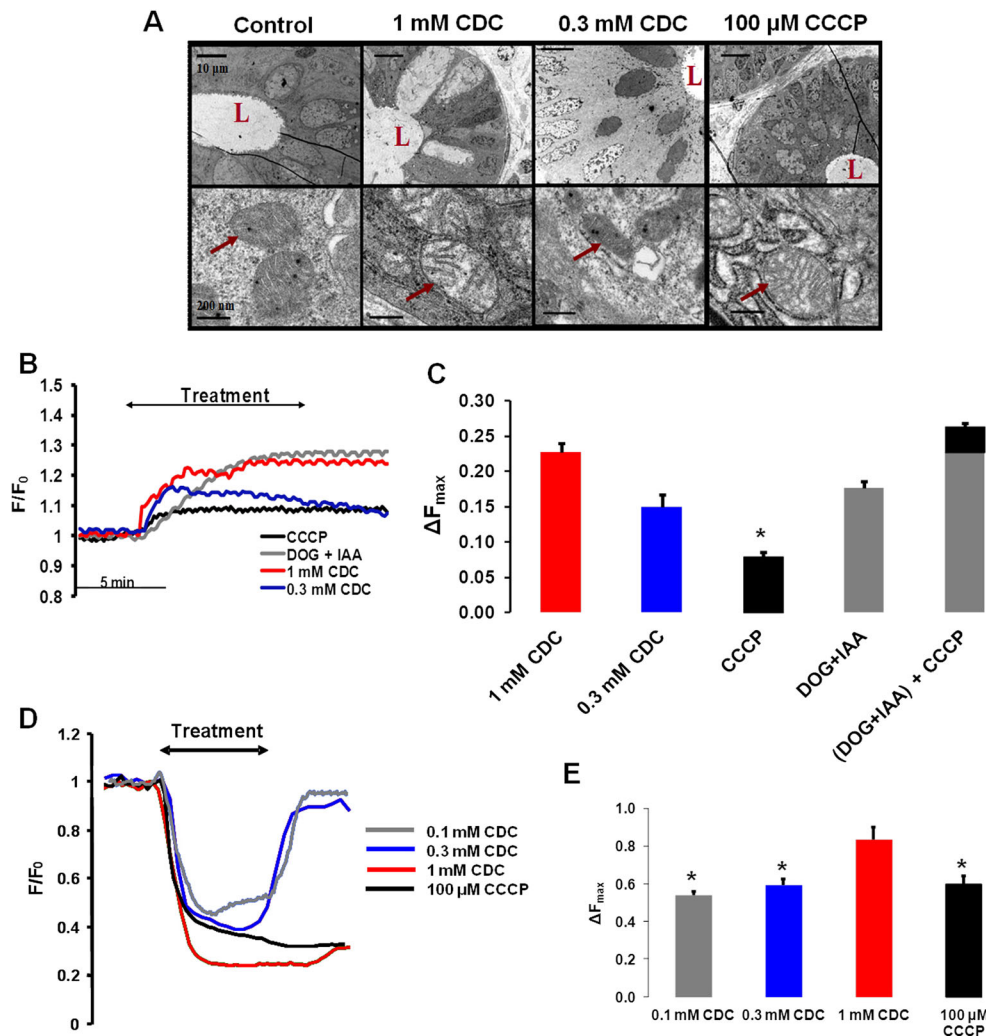 A
Control
1 mM CDC
0.3 mM CDC
100 µM CCCP
10 µm
L
L
L
L
200 nm
B
1.5
1.4
1.3
1.2
1.1
1
0.9
0.8
F/F0
Treatment
CCCP
DOG + IAA
1 mM CDC
0.3 mM CDC
5 min
C
0.30
0.25
0.20
0.15
0.10
0.05
0.00
ΔFmax
*
1 mM CDC
0.3 mM CDC
CCCP
DOG+IAA
(DOG+IAA) + CCCP
D
1.2
1
0.8
0.6
0.4
0.2
0
F/F0
Treatment
0.1 mM CDC
0.3 mM CDC
1 mM CDC
100 µM CCCP
E
1.0
0.8
0.6
0.4
0.2
0.0
ΔFmax
*
*
*
0.1 mM CDC
0.3 mM CDC
1 mM CDC
100 µM
CCCP